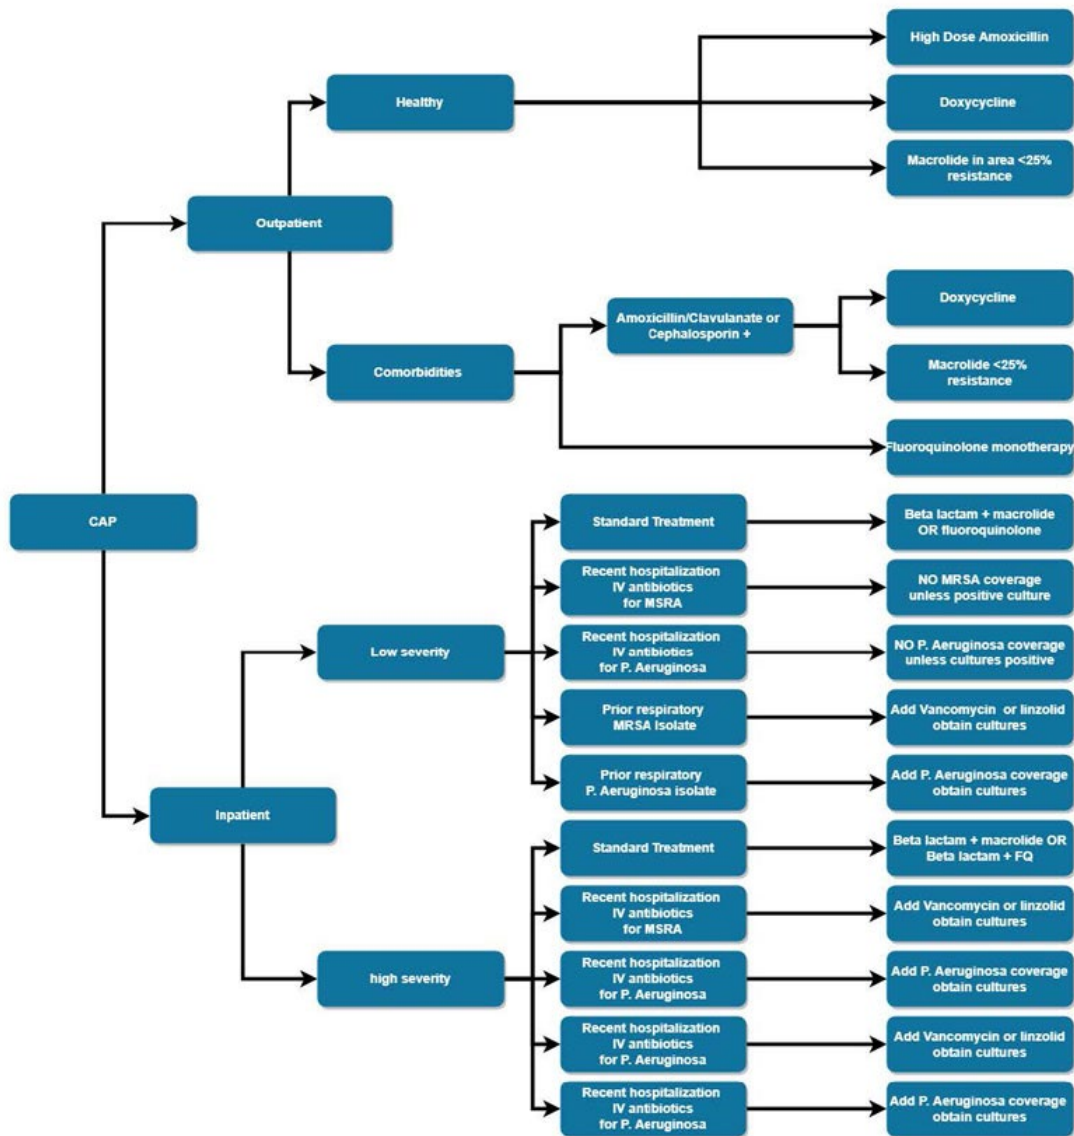 High Dose Amoxicillin
Healthy
Doxycycline
Macrolide in area <25%
resistance
Outpatient
Doxycycline
Amoxicillin/Clavulanate or
Cephalosporin +
Comorbidities
Macrolide <25%
resistance
Fluoroquinolone monotherapy
CAP
Standard Treatment
Beta lactam + macrolide
OR fluoroquinolone
Recent hospitalization
IV antibiotics
for MSRA
NO MRSA coverage
unless positive culture
Low severity
Recent hospitalization
IV antibiotics
for P. Aeruginosa
NO P. Aeruginosa coverage
unless cultures positive
Prior respiratory
MRSA isolate
Add Vancomycin or linzolid
obtain cultures
Prior respiratory
P. Aeruginosa isolate
Add P. Aeruginosa coverage
obtain cultures
Inpatient
Standard Treatment
Beta lactam + macrolide OR
Beta lactam + FQ
Recent hospitalization
IV antibiotics
for MSRA
Add Vancomycin or linzolid
obtain cultures
high severity
Recent hospitalization
IV antibiotics
for P. Aeruginosa
Add P. Aeruginosa coverage
obtain cultures
Recent hospitalization
IV antibiotics
for P. Aeruginosa
Add Vancomycin or linzolid
obtain cultures
Recent hospitalization
IV antibiotics
for P. Aeruginosa
Add P. Aeruginosa coverage
obtain cultures